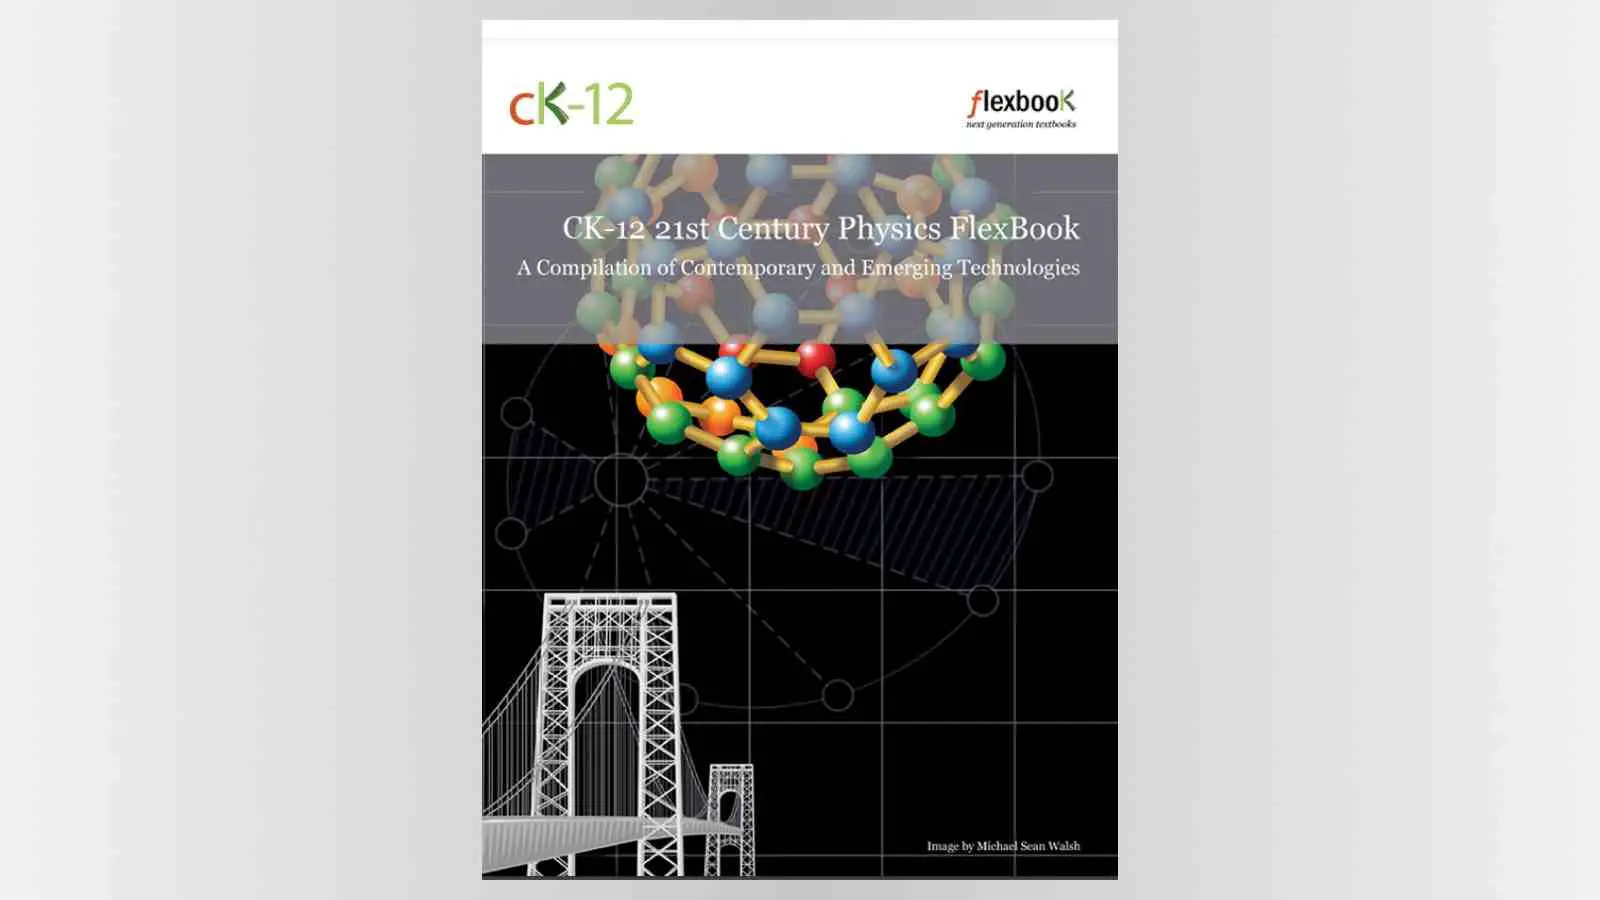 cK-12
flexbooK
next generation textbooks
CK-12 21st Century Physics FlexBook
A Compilation of Contemporary and Emerging Technologies
Image by Michael Sean Walsh